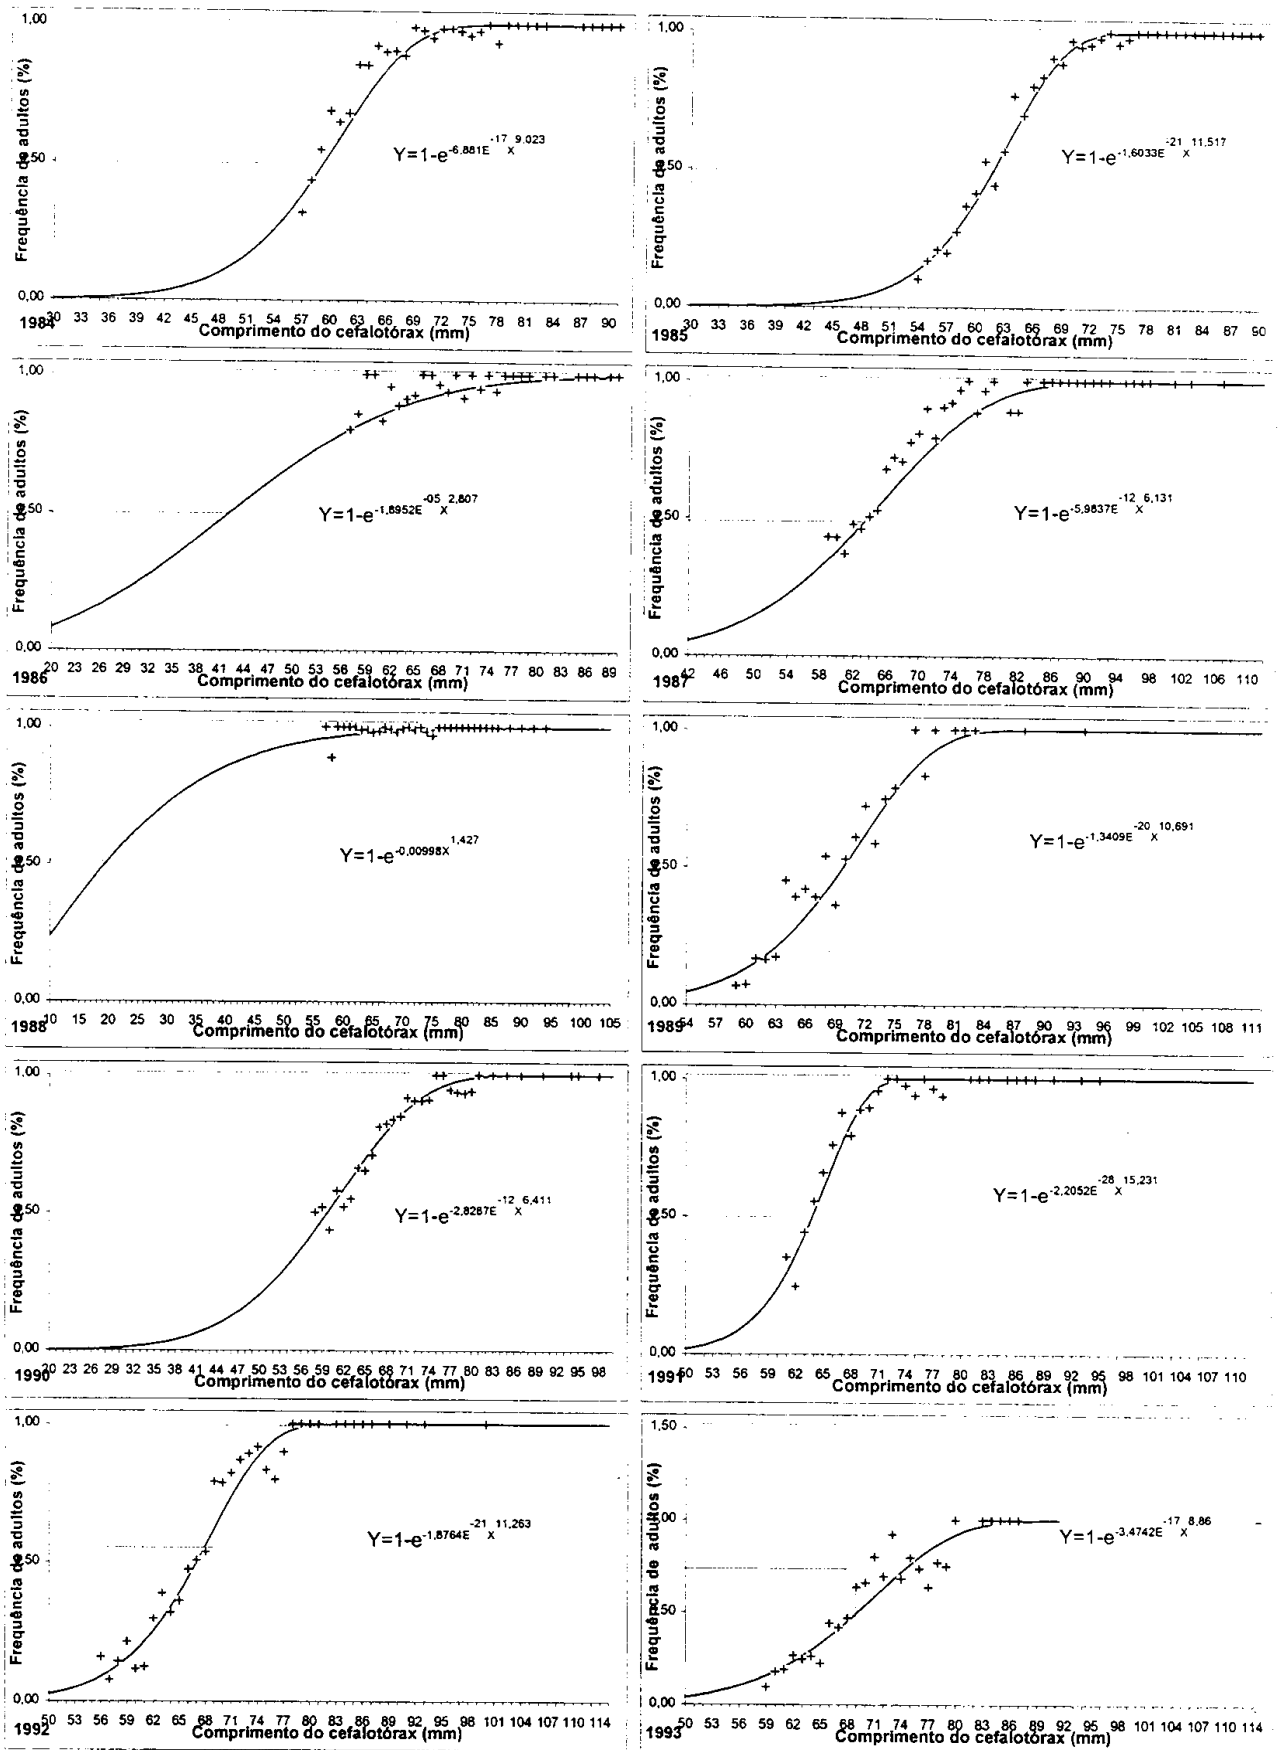 1,00
Frequência de adultos (%)
,50
Y=1-e^-6,881E^-17 x^9,023
0,00
30 33 36 39 42 45 48 51 54 57 60 63 66 69 72 75 78 81 84 87 90
1984 Comprimento do cefalotórax (mm)
1,00
Frequência de adultos (%)
,50
Y=1-e^-1,6033E^-21 x^11,517
0,00
30 33 36 39 42 45 48 51 54 57 60 63 66 69 72 75 78 81 84 87 90
1985 Comprimento do cefalotórax (mm)
1,00
Frequência de adultos (%)
,50
Y=1-e^-1,8952E^-05 x^2,807
0,00
20 23 26 29 32 35 38 41 44 47 50 53 56 59 62 65 68 71 74 77 80 83 86 89
1986 Comprimento do cefalotórax (mm)
1,00
Frequência de adultos (%)
,50
Y=1-e^-5,9837E^-12 x^6,131
0,00
42 46 50 54 58 62 66 70 74 78 82 86 90 94 98 102 106 110
1987 Comprimento do cefalotórax (mm)
1,00
Frequência de adultos (%)
,50
Y=1-e^-0,00998x^1,427
0,00
10 15 20 25 30 35 40 45 50 55 60 65 70 75 80 85 90 95 100 105
1988 Comprimento do cefalotórax (mm)
1,00
Frequência de adultos (%)
,50
Y=1-e^-1,3409E^-20 x^10,691
0,00
54 57 60 63 66 69 72 75 78 81 84 87 90 93 96 99 102 105 108 111
1989 Comprimento do cefalotórax (mm)
1,00
Frequência de adultos (%)
,50
Y=1-e^-2,8287E^-12 x^6,411
0,00
20 23 26 29 32 35 38 41 44 47 50 53 56 59 62 65 68 71 74 77 80 83 86 89 92 95 98
1990 Comprimento do cefalotórax (mm)
1,00
Frequência de adultos (%)
,50
Y=1-e^-2,2052E^-28 x^15,231
0,00
50 53 56 59 62 65 68 71 74 77 80 83 86 89 92 95 98 101 104 107 110
1991 Comprimento do cefalotórax (mm)
1,00
Frequência de adultos (%)
,50
Y=1-e^-1,8764E^-21 x^11,263
0,00
50 53 56 59 62 65 68 71 74 77 80 83 86 89 92 95 98 101 104 107 110 114
1992 Comprimento do cefalotórax (mm)
1,50
Frequência de adultos (%)
,00
Y=1-e^-3,4742E^-17 x^8,86
,50
0,00
50 53 56 59 62 65 68 71 74 77 80 83 86 89 92 95 98 101 104 107 110 114
1993 Comprimento do cefalotórax (mm)